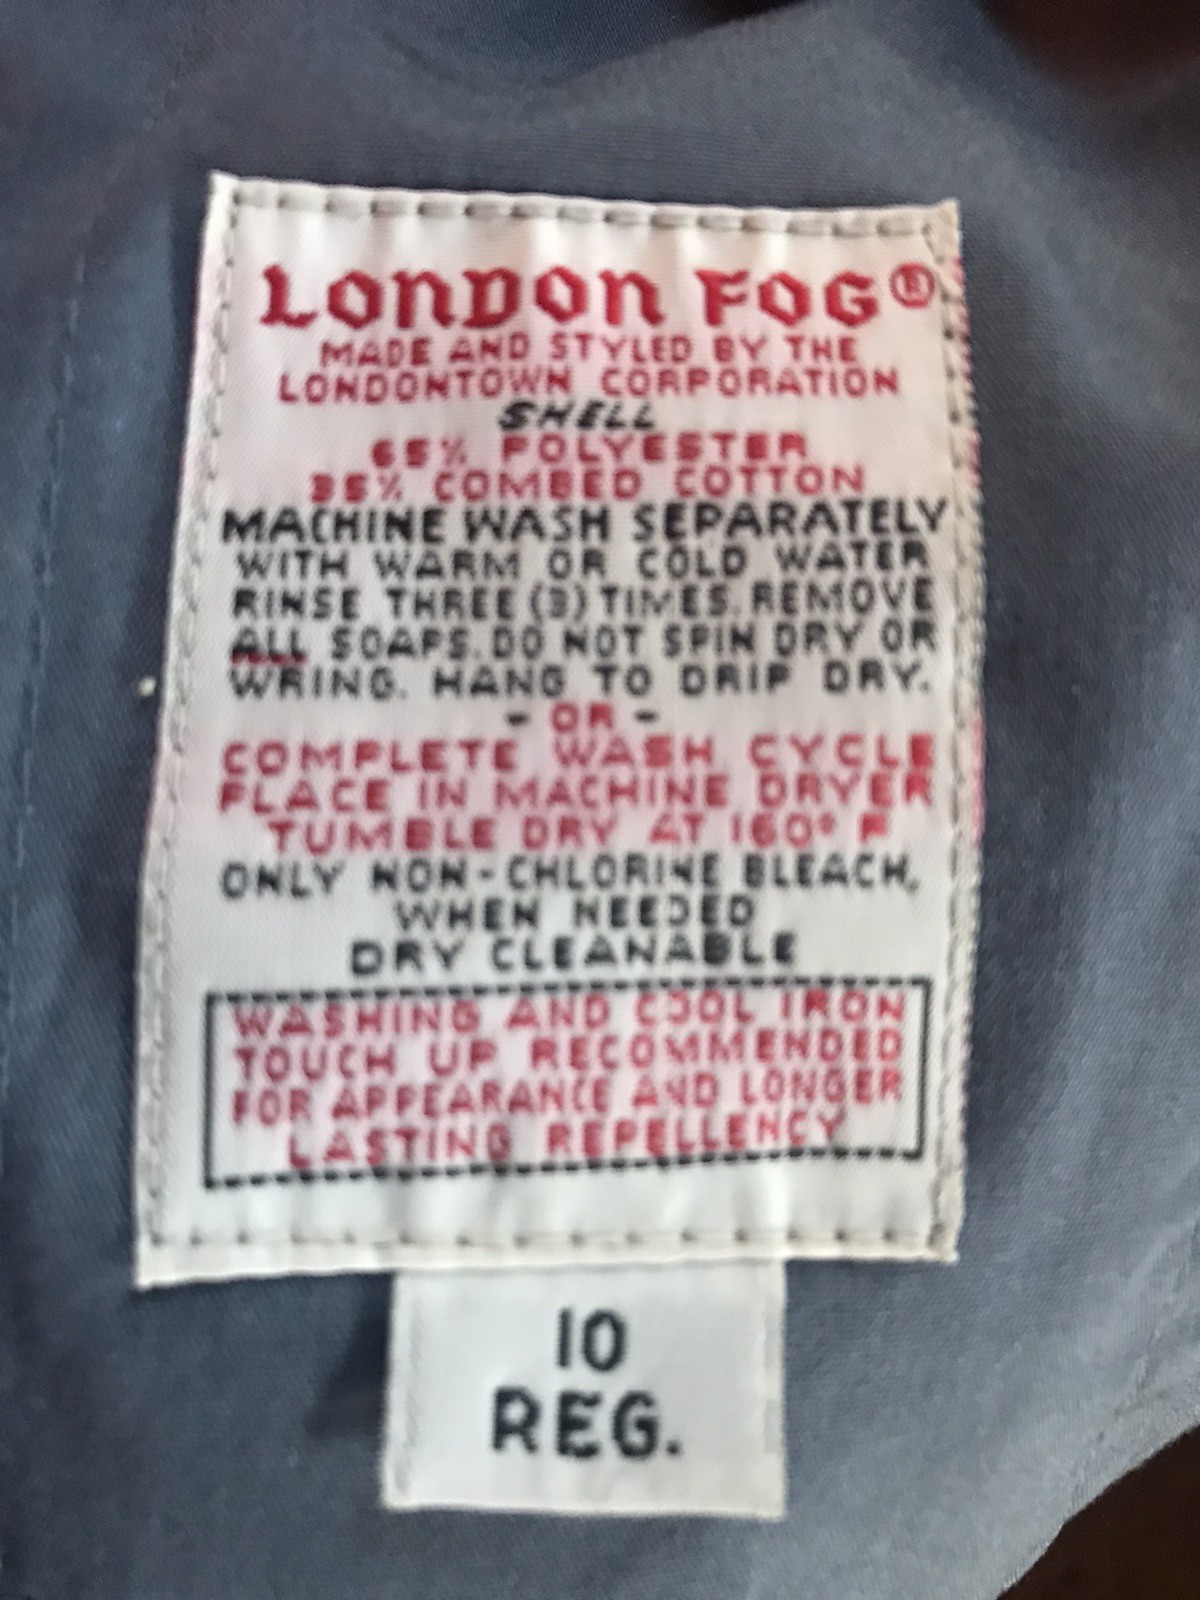 LONDON FOG®
MADE AND STYLED BY THE
LONDONTOWN CORPORATION
SHELL
65% POLYESTER
35% COMBED COTTON
MACHINE WASH SEPARATELY
WITH WARM OR COLD WATER
RINSE THREE (3) TIMES. REMOVE
ALL SOAPS. DO NOT SPIN DRY OR
WRING. HANG TO DRIP DRY.
- OR -
COMPLETE WASH CYCLE
PLACE IN MACHINE DRYER
TUMBLE DRY AT 160° F
ONLY NON-CHLORINE BLEACH,
WHEN NEEDED
DRY CLEANABLE
WASHING AND COOL IRON
TOUCH UP RECOMMENDED
FOR APPEARANCE AND LONGER
LASTING REPELLENCY
10
REG.